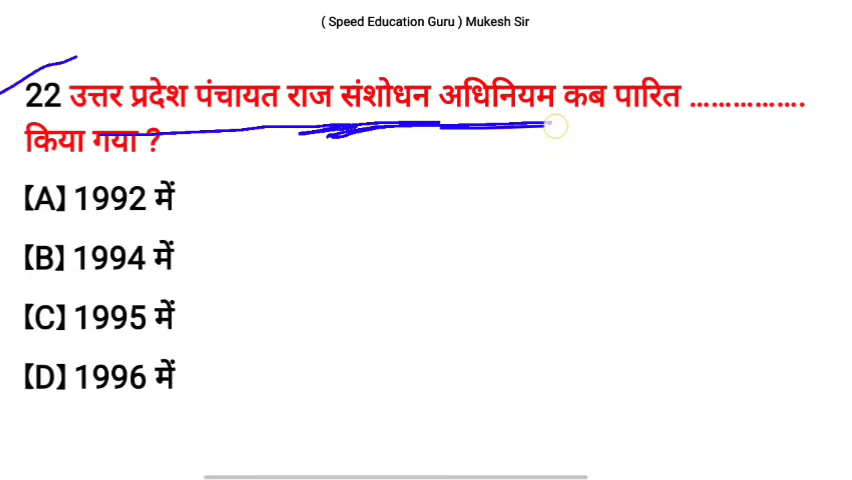 ( Speed Education Guru ) Mukesh Sir
22 उत्तर प्रदेश पंचायत राज संशोधन अधिनियम कब पारित ................
किया गया ?
【A】 1992 में
【B】 1994 में
【C】 1995 में
【D】 1996 में